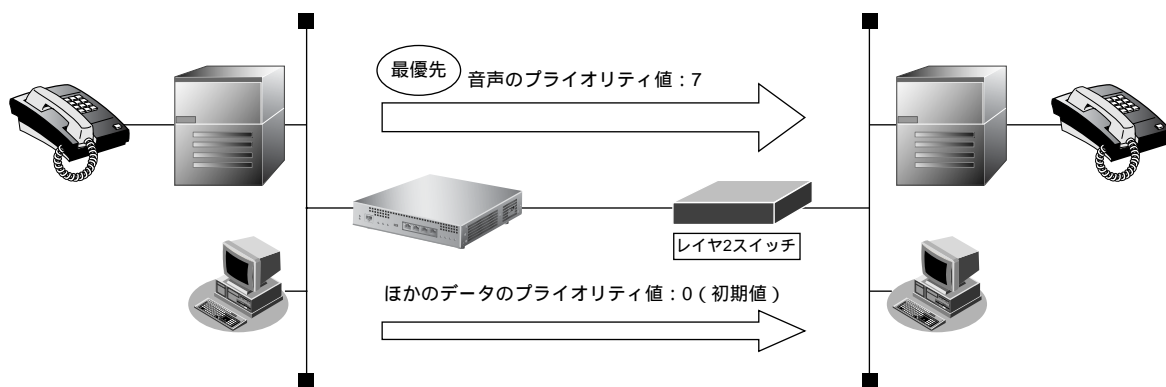 最優先
音声のプライオリティ値：7
レイヤ2スイッチ
ほかのデータのプライオリティ値：0（初期値）